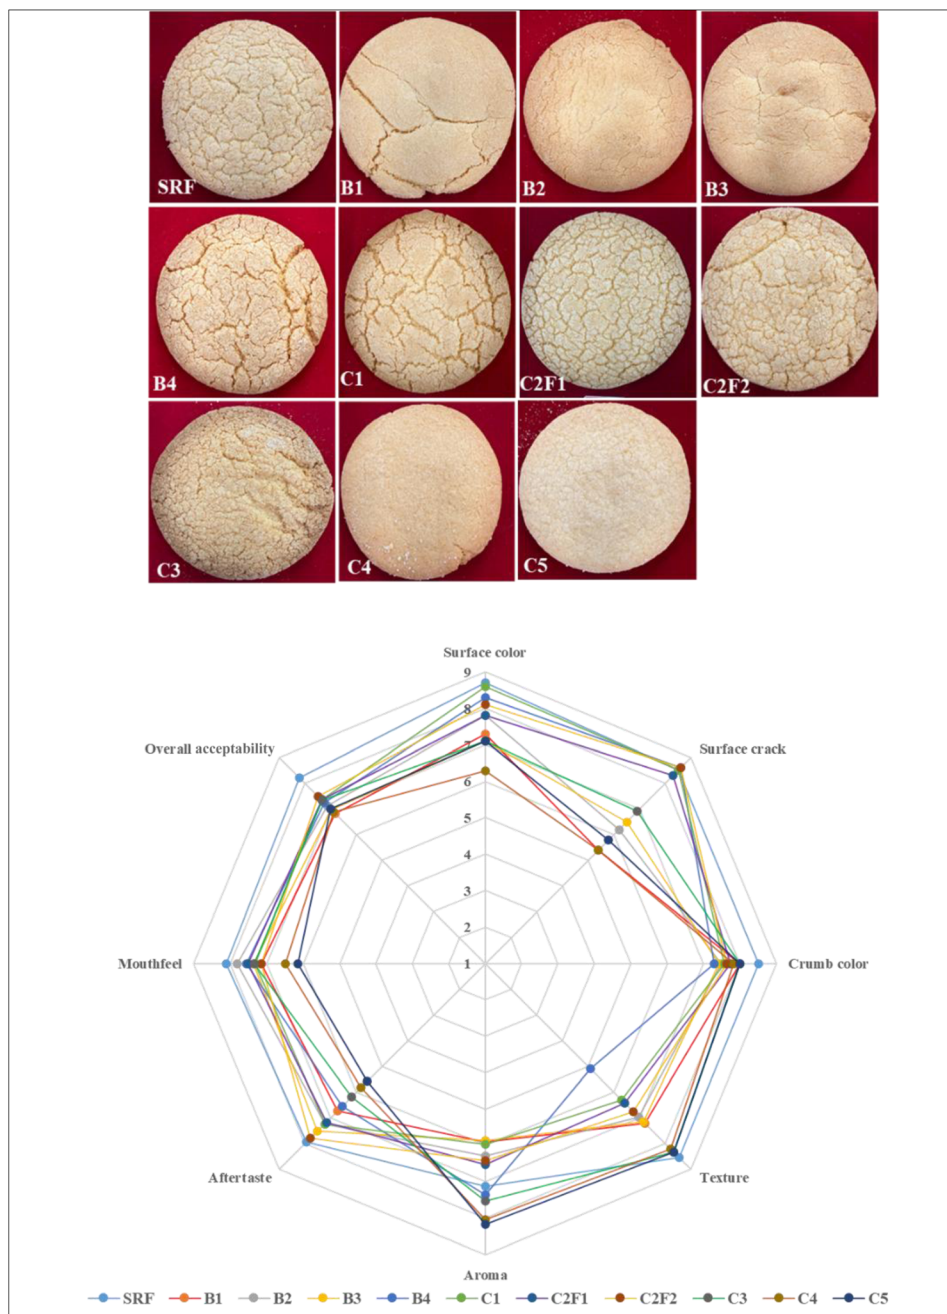 SRF
B1
B2
B3
B4
C1
C2F1
C2F2
C3
C4
C5
Surface color
9
8
7
6
5
4
3
2
1
Surface crack
Crumb color
Texture
Aroma
Aftertaste
Mouthfeel
Overall acceptability
SRF B1 B2 B3 B4 C1 C2F1 C2F2 C3 C4 C5